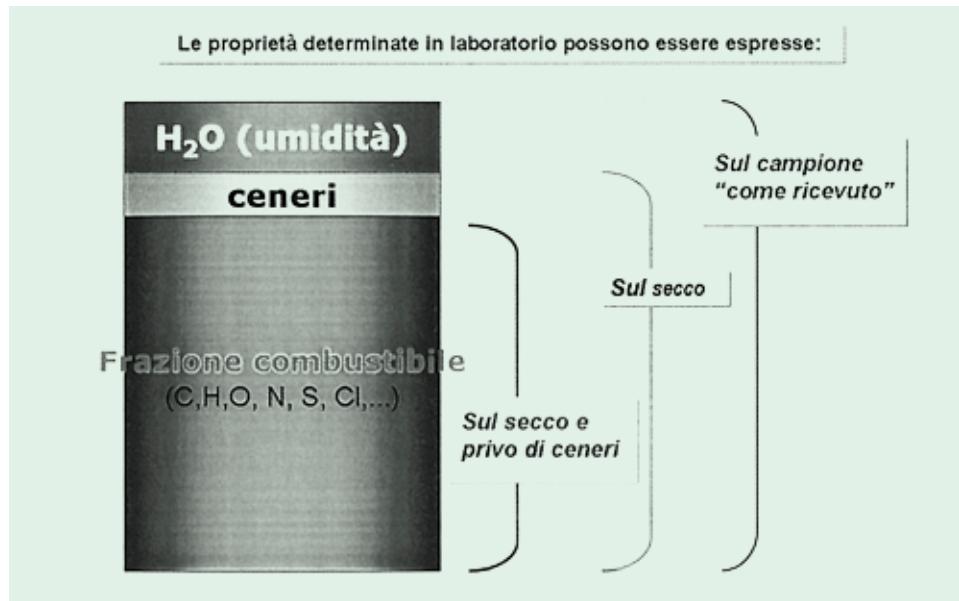 Le proprietà determinate in laboratorio possono essere espresse:
H₂O (umidità)
ceneri
Frazione combustibile
(C,H,O, N, S, Cl,...)
Sul secco e
privo di ceneri
Sul secco
Sul campione
“come ricevuto”